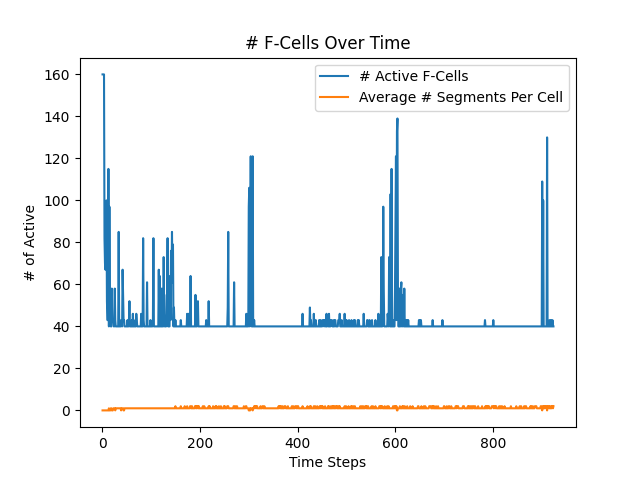 # F-Cells Over Time
# Active F-Cells
Average # Segments Per Cell
# of Active
160
140
120
100
80
60
40
20
0
0 200 400 600 800
Time Steps